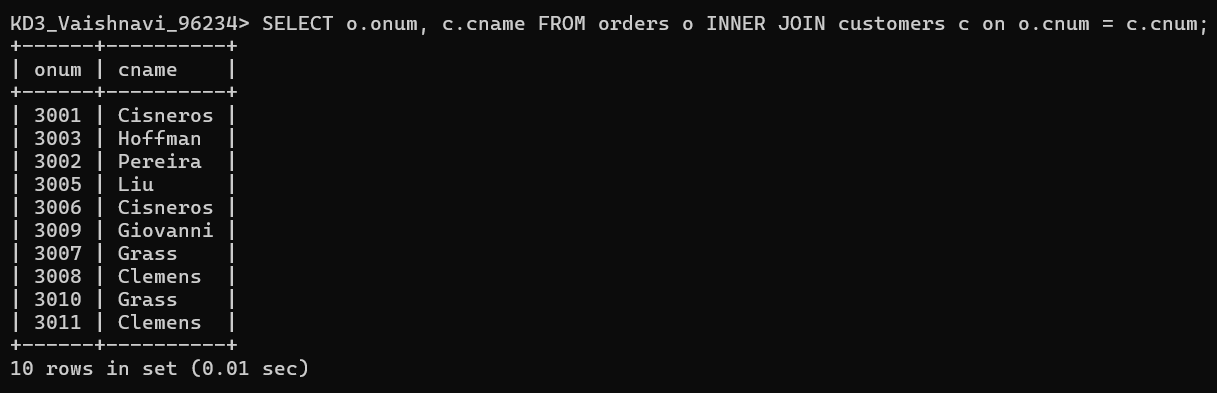 KD3_Vaishnavi_96234> SELECT o.onum, c.cname FROM orders o INNER JOIN customers c on o.cnum = c.cnum;
+------+----------+
| onum | cname    |
+------+----------+
| 3001 | Cisneros |
| 3003 | Hoffman  |
| 3002 | Pereira  |
| 3005 | Liu      |
| 3006 | Cisneros |
| 3009 | Giovanni |
| 3007 | Grass    |
| 3008 | Clemens  |
| 3010 | Grass    |
| 3011 | Clemens  |
+------+----------+
10 rows in set (0.01 sec)